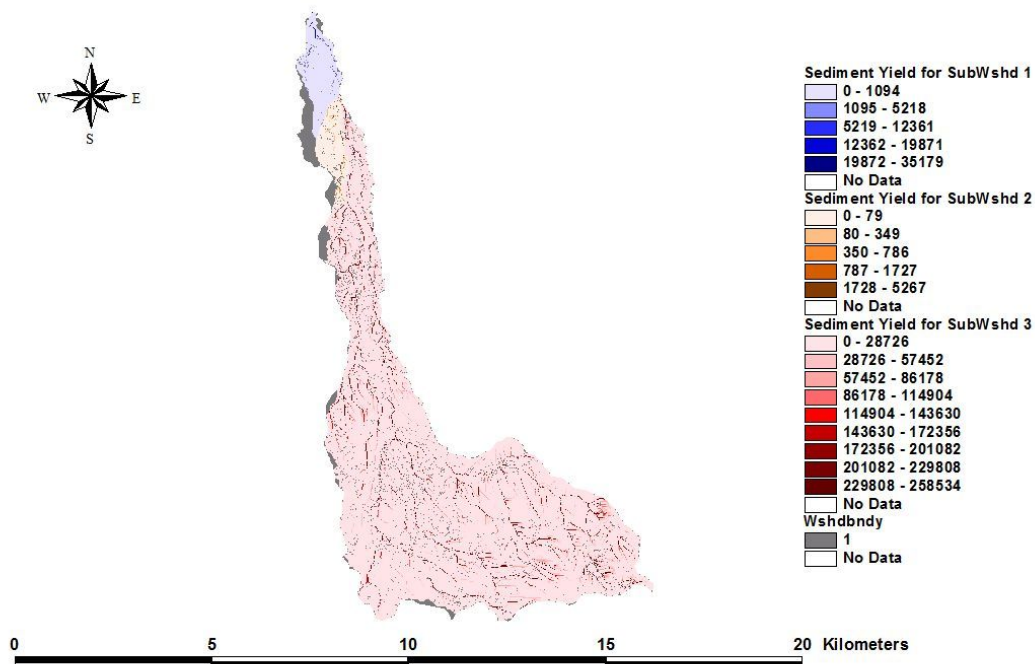 N
W E
S
Sediment Yield for SubWshd 1
0 - 1094
1095 - 5218
5219 - 12361
12362 - 19871
19872 - 35179
No Data
Sediment Yield for SubWshd 2
0 - 79
80 - 349
350 - 786
787 - 1727
1728 - 5267
No Data
Sediment Yield for SubWshd 3
0 - 28726
28726 - 57452
57452 - 86178
86178 - 114904
114904 - 143630
143630 - 172356
172356 - 201082
201082 - 229808
229808 - 258534
No Data
Wshdbndy
1
No Data
0 5 10 15 20 Kilometers